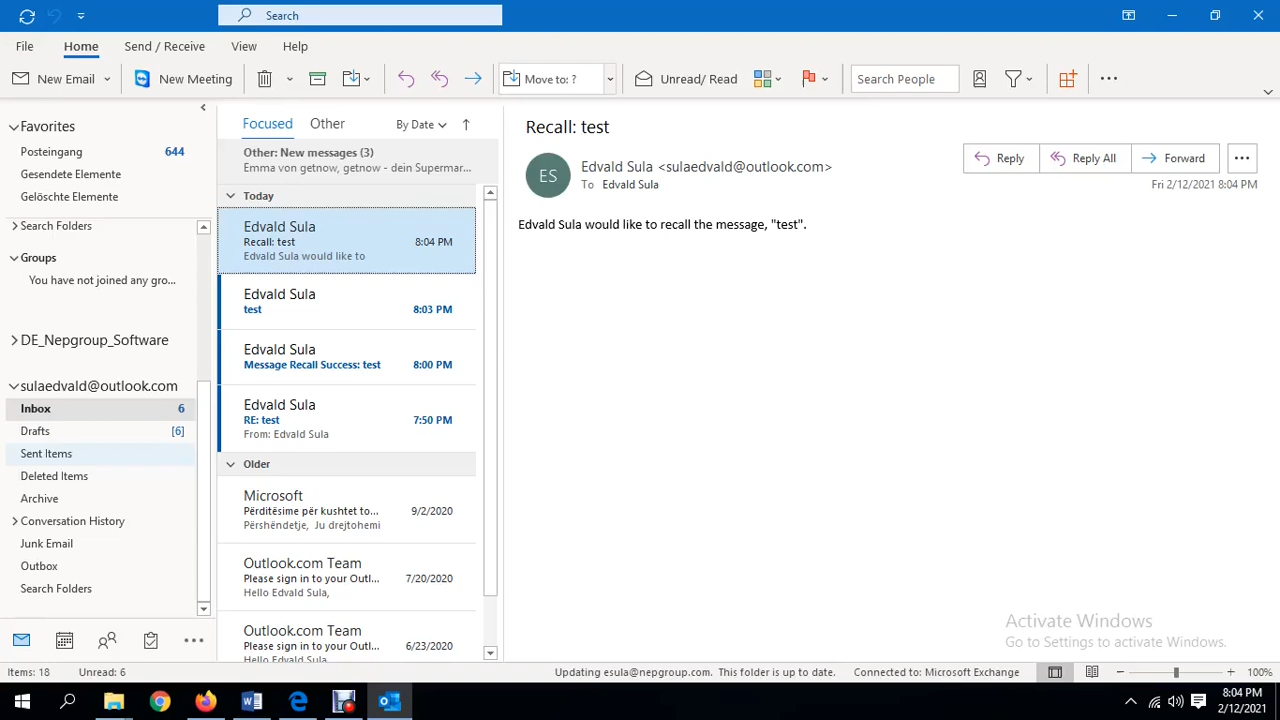 Search
File
Home
Send / Receive
View
Help
New Email
New Meeting
Move to: ?
Unread/ Read
Search People
Favorites
Posteingang 644
Gesendete Elemente
Gelöschte Elemente
Search Folders
Groups
You have not joined any gro...
DE_Nepgroup_Software
sulaedvald@outlook.com
Inbox 6
Drafts [6]
Sent Items
Deleted Items
Archive
Conversation History
Junk Email
Outbox
Search Folders
Focused Other By Date
Other: New messages (3)
Emma von getnow, getnow - dein Supermar...
Today
Edvald Sula
Recall: test 8:04 PM
Edvald Sula would like to
Edvald Sula
test 8:03 PM
Edvald Sula
Message Recall Success: test 8:00 PM
Edvald Sula
RE: test 7:50 PM
From: Edvald Sula
Older
Microsoft
Përditësime për kushtet to... 9/2/2020
Përshëndetje, Ju drejtohemi
Outlook.com Team
Please sign in to your Outl... 7/20/2020
Hello Edvald Sula,
Outlook.com Team
Please sign in to your Outl... 6/23/2020
Hello Edvald Sula,
Recall: test
ES
Edvald Sula <sulaedvald@outlook.com>
To Edvald Sula
Reply
Reply All
Forward
Fri 2/12/2021 8:04 PM
Edvald Sula would like to recall the message, "test".
Activate Windows
Go to Settings to activate Windows.
Items: 18 Unread: 6
Updating esula@nepgroup.com. This folder is up to date. Connected to: Microsoft Exchange
100%
8:04 PM
2/12/2021